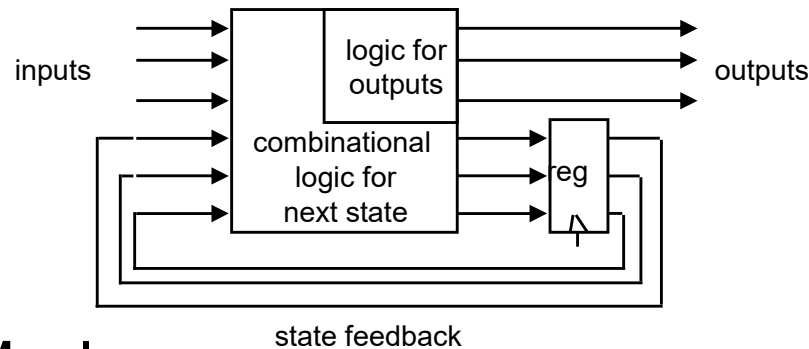 inputs
logic for
outputs
outputs
combinational
logic for
next state
reg
state feedback